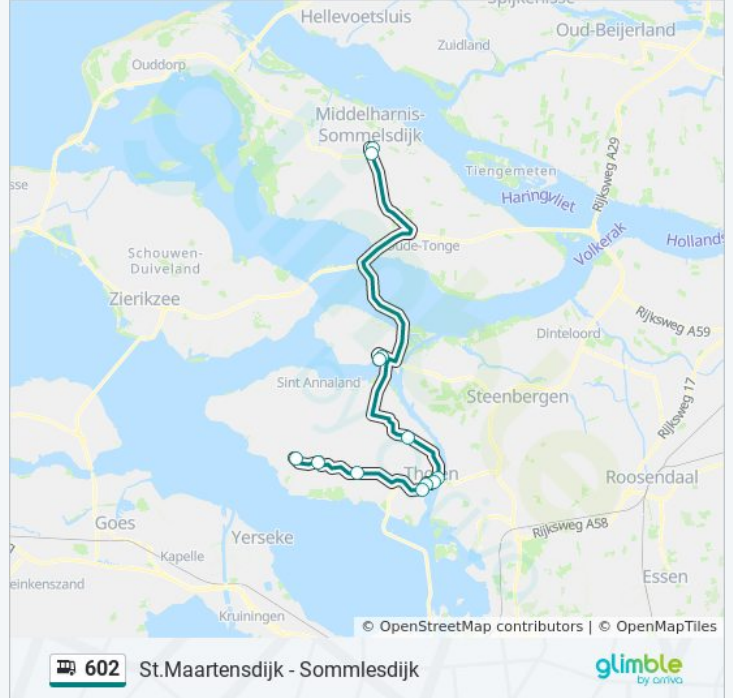 Spijkenisse
Hellevoetsluis
Oud-Beijerland
Zuidland
Ouddorp
Middelharnis-
Sommelsdijk
Tiengemeten
Rijksweg A29
Haringvliet
Volkerak
Hollands
sse
Oude-Tonge
Schouwen-
Duiveland
Zierikzee
Rijksweg A59
Dinteloord
Sint Annaland
Steenbergen
Rijksweg 17
Tholen
Roosendaal
Goes
Yerseke
Rijksweg A58
Kapelle
einkenszand
Essen
Kruiningen
© OpenStreetMap contributors | © OpenMapTiles
602 St.Maartensdijk - Sommlesdijk
glimble
by arriva